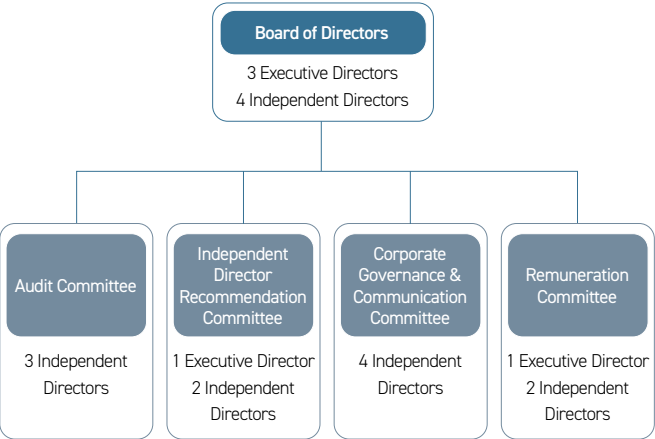 Board of Directors
3 Executive Directors
4 Independent Directors
Audit Committee
3 Independent
Directors
Independent
Director
Recommendation
Committee
1 Executive Director
2 Independent
Directors
Corporate
Governance &
Communication
Committee
4 Independent
Directors
Remuneration
Committee
1 Executive Director
2 Independent
Directors